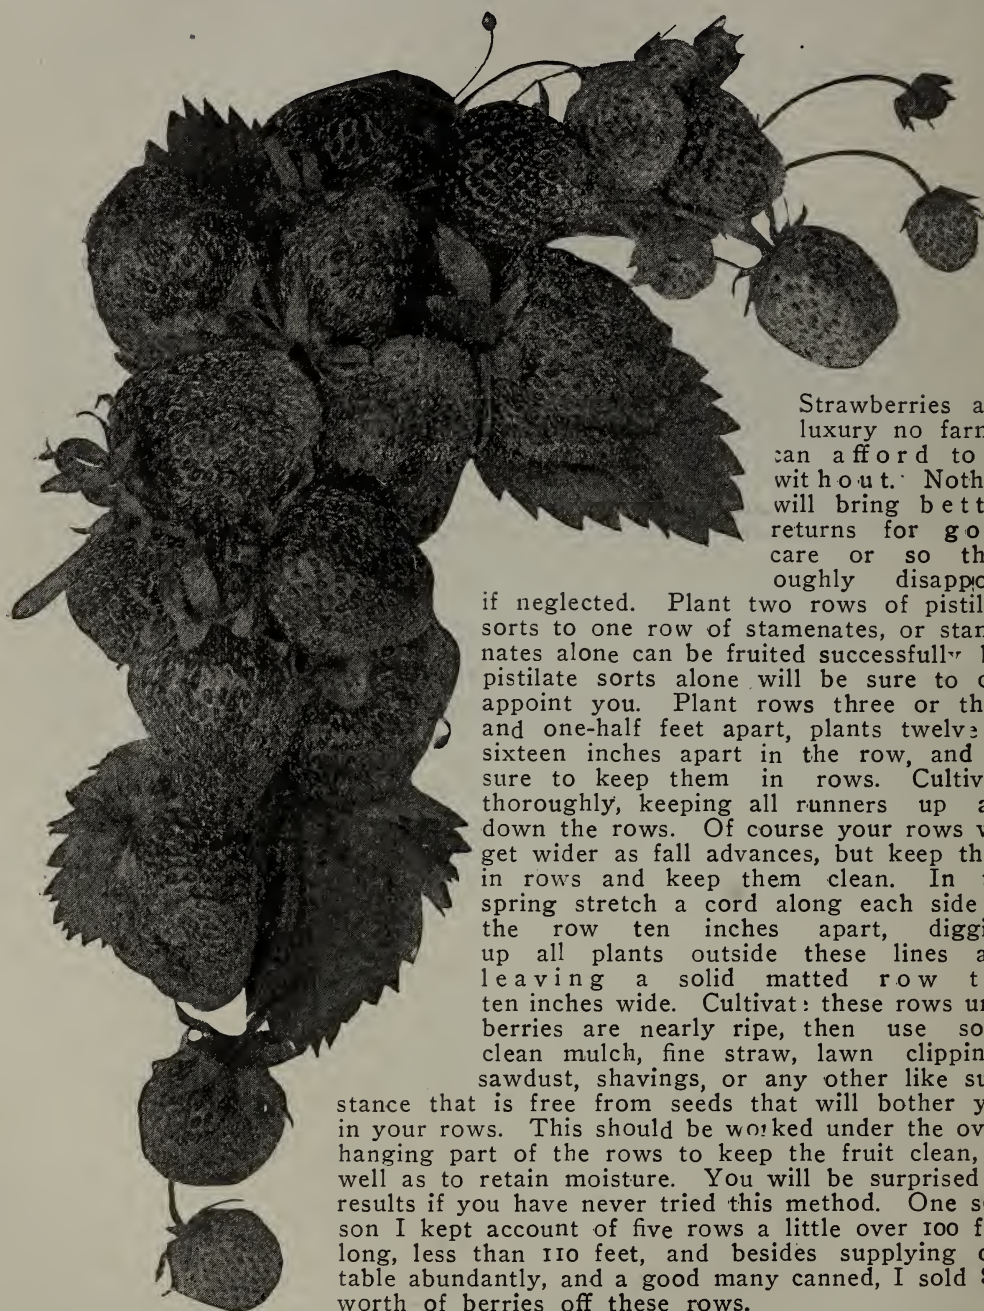 Strawberries a
luxury no farm
can afford to
without. Noth
will bring bett
returns for go
care or so th
oughly disappo
if neglected. Plant two rows of pistil
sorts to one row of stamenates, or stam
nates alone can be fruited successfully
pistilate sorts alone will be sure to
appoint you. Plant rows three or th
and one-half feet apart, plants twelve
sixteen inches apart in the row, and
sure to keep them in rows. Cultiv
thoroughly, keeping all runners up a
down the rows. Of course your rows
get wider as fall advances, but keep th
in rows and keep them clean. In
spring stretch a cord along each side
the row ten inches apart, diggi
up all plants outside these lines a
leaving a solid matted row t
ten inches wide. Cultivate these rows un
berries are nearly ripe, then use so
clean mulch, fine straw, lawn clippin
sawdust, shavings, or any other like su
stance that is free from seeds that will bother y
in your rows. This should be worked under the ov
hanging part of the rows to keep the fruit clean,
well as to retain moisture. You will be surprised
results if you have never tried this method. One s
son I kept account of five rows a little over 100 f
long, less than 110 feet, and besides supplying
table abundantly, and a good many canned, I sold
worth of berries off these rows.